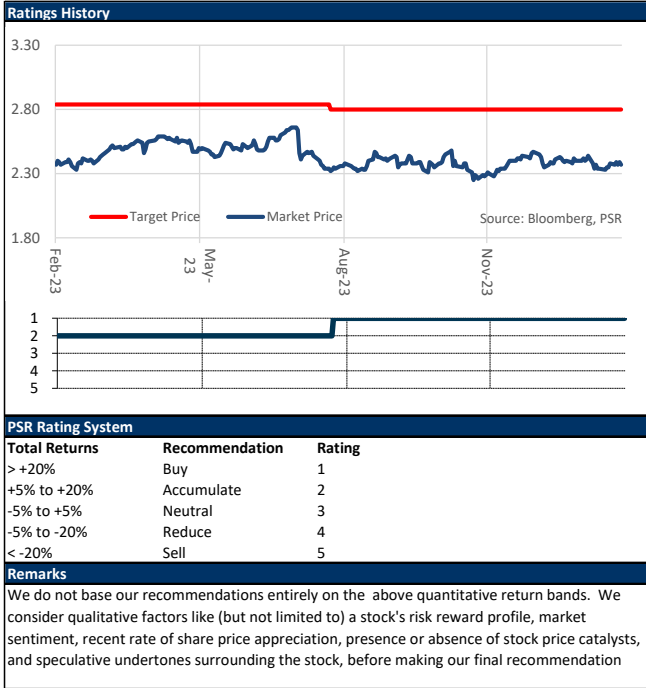 Ratings History
3.30
2.80
2.30
1.80
Target Price Market Price Source: Bloomberg, PSR
Feb-23 May-23 Aug-23 Nov-23
1
2
3
4
5
PSR Rating System
Total Returns Recommendation Rating
> +20% Buy 1
+5% to +20% Accumulate 2
-5% to +5% Neutral 3
-5% to -20% Reduce 4
< -20% Sell 5
Remarks
We do not base our recommendations entirely on the above quantitative return bands. We
consider qualitative factors like (but not limited to) a stock's risk reward profile, market
sentiment, recent rate of share price appreciation, presence or absence of stock price catalysts,
and speculative undertones surrounding the stock, before making our final recommendation